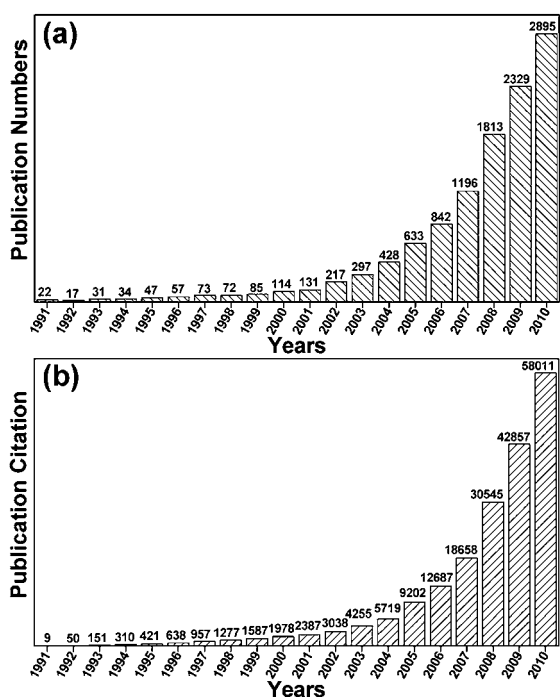 (a)
Publication Numbers
22 17 31 34 47 57 73 72 85 114 131 217 297 428 633 842 1196 1813 2329 2895
1991 1992 1993 1994 1995 1996 1997 1998 1999 2000 2001 2002 2003 2004 2005 2006 2007 2008 2009 2010
Years
(b)
Publication Citation
9 50 151 310 421 638 957 1277 1587 1978 2387 3038 4255 5719 9202 12687 18658 30545 42857 58011
1991 1992 1993 1994 1995 1996 1997 1998 1999 2000 2001 2002 2003 2004 2005 2006 2007 2008 2009 2010
Years